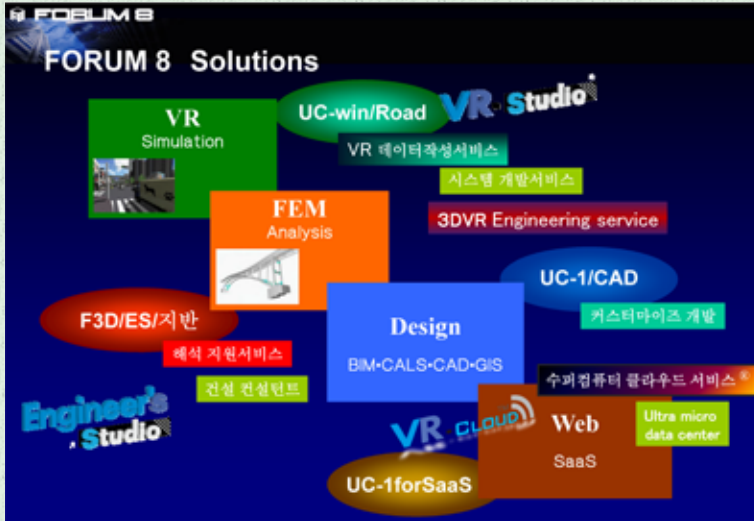 FORUM 8
FORUM 8 Solutions
VR
Simulation
UC-win/Road
VR Studio
VR 데이터작성서비스
시스템 개발서비스
3DVR Engineering service
FEM
Analysis
UC-1/CAD
커스터마이즈 개발
F3D/ES/지반
해석 지원서비스
건설 컨설턴트
Design
BIM•CALS•CAD•GIS
수퍼컴퓨터 클라우드 서비스®
Engineer's
Studio
VR CLOUD
Web
SaaS
Ultra micro
data center
UC-1forSaaS